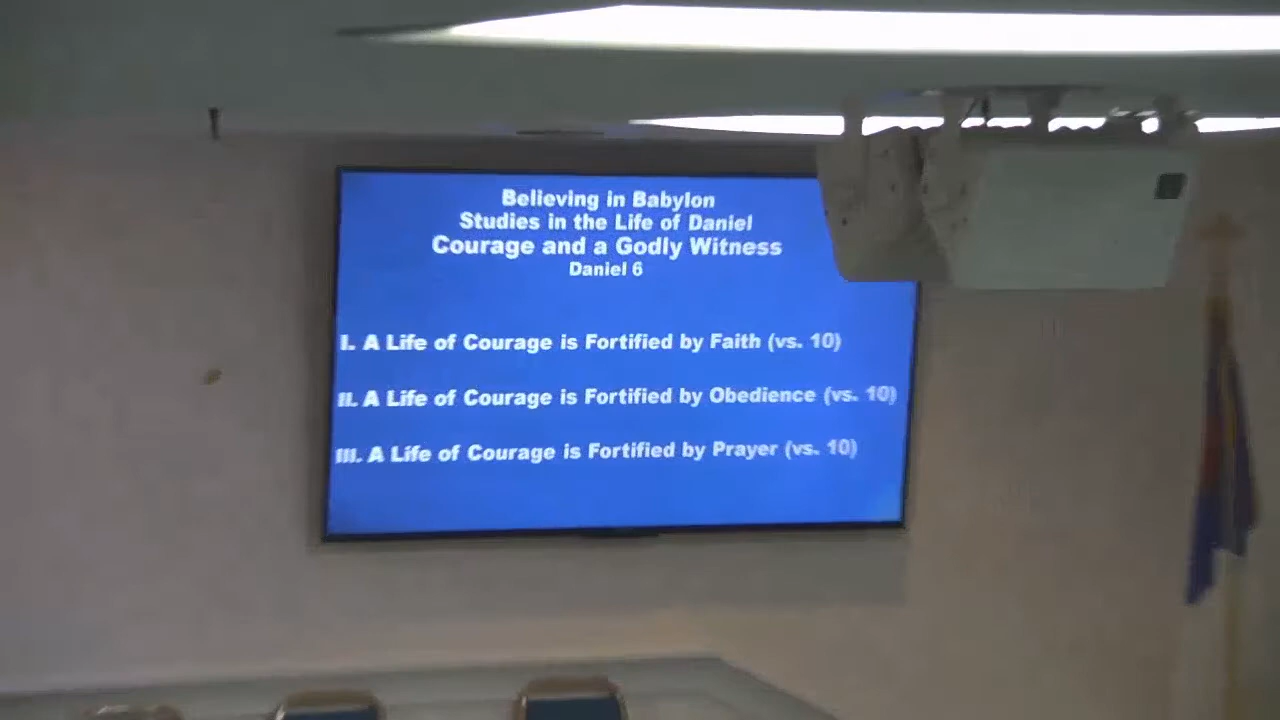 Believing in Babylon
Studies in the Life of Daniel
Courage and a Godly Witness
Daniel 6
I. A Life of Courage is Fortified by Faith (vs. 10)
II. A Life of Courage is Fortified by Obedience (vs. 10)
III. A Life of Courage is Fortified by Prayer (vs. 10)